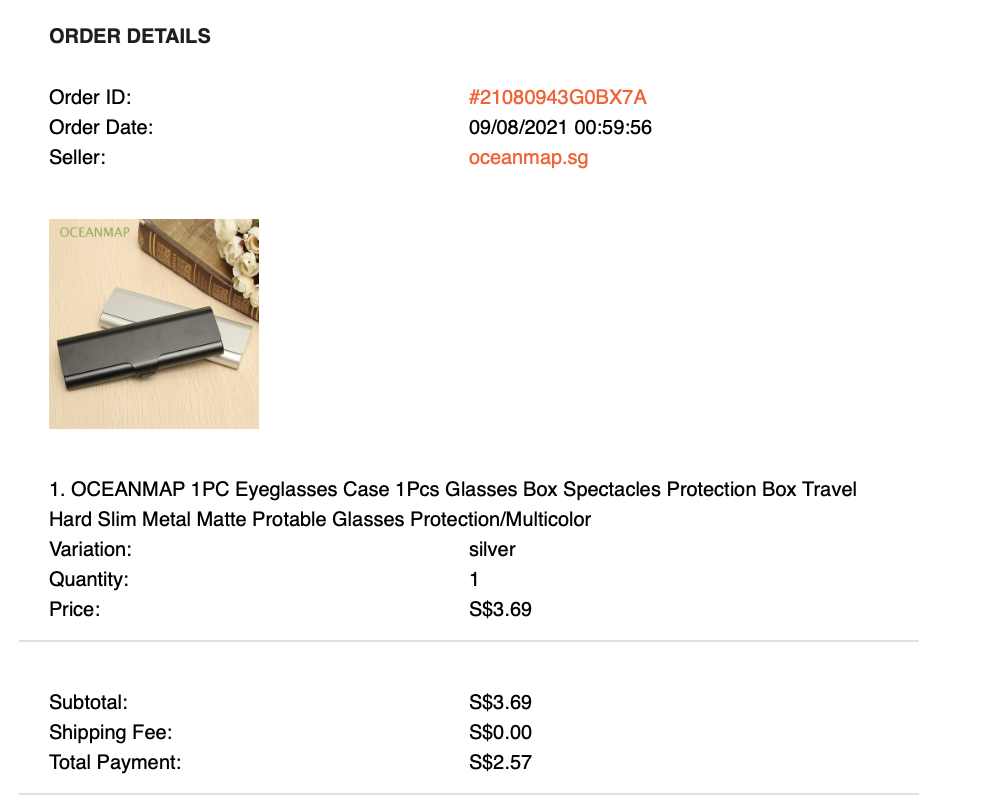 ORDER DETAILS
Order ID: #21080943G0BX7A
Order Date: 09/08/2021 00:59:56
Seller: oceanmap.sg
OCEANMAP
1. OCEANMAP 1PC Eyeglasses Case 1Pcs Glasses Box Spectacles Protection Box Travel
Hard Slim Metal Matte Protable Glasses Protection/Multicolor
Variation: silver
Quantity: 1
Price: S$3.69
Subtotal: S$3.69
Shipping Fee: S$0.00
Total Payment: S$2.57